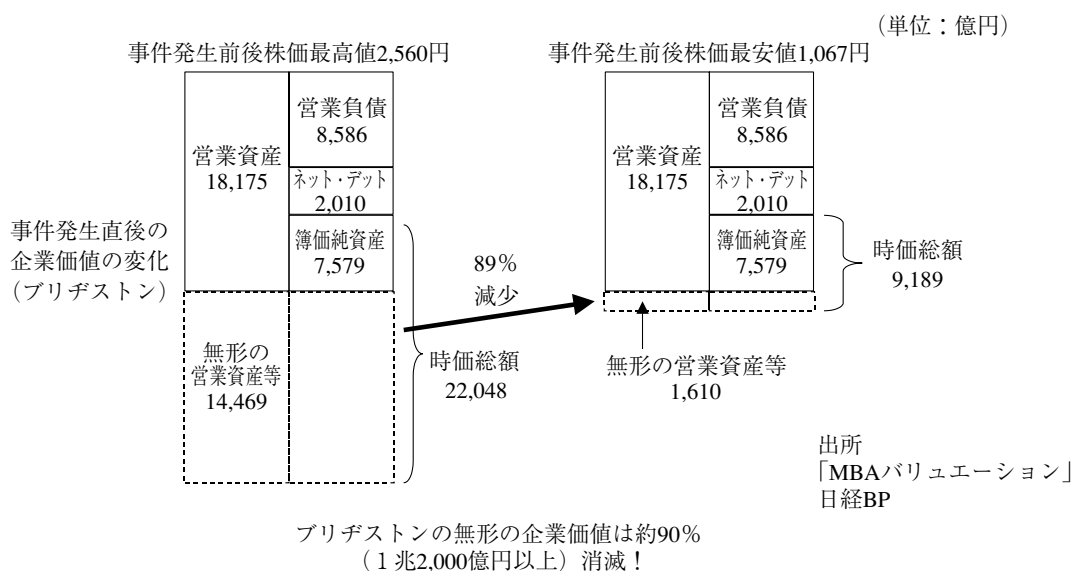 （単位：億円）
事件発生前後株価最高値2,560円
事件発生前後株価最安値1,067円
営業資産
18,175
営業負債
8,586
ネット・デット
2,010
簿価純資産
7,579
無形の
営業資産等
14,469
事件発生直後の
企業価値の変化
（ブリヂストン）
時価総額
22,048
89%
減少
営業資産
18,175
営業負債
8,586
ネット・デット
2,010
簿価純資産
7,579
時価総額
9,189
無形の営業資産等
1,610
出所
「MBAバリュエーション」
日経BP
ブリヂストンの無形の企業価値は約90%
（１兆2,000億円以上）消滅！